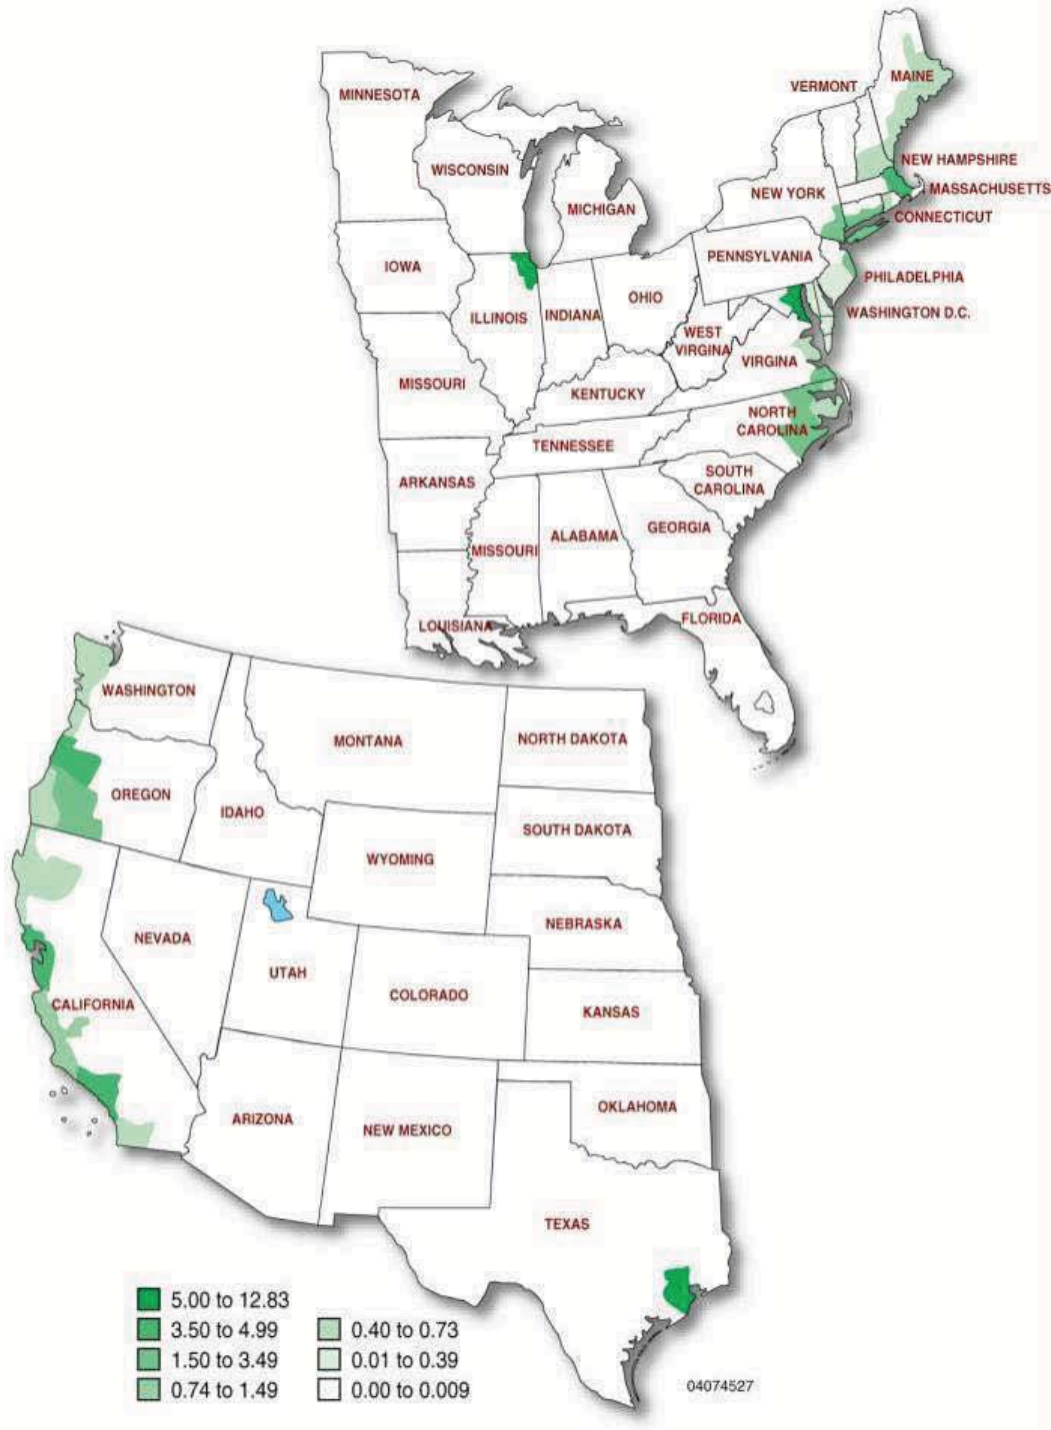 MINNESOTA
VERMONT
MAINE
WISCONSIN
NEW HAMPSHIRE
MASSACHUSETTS
NEW YORK
MICHIGAN
CONNECTICUT
PENNSYLVANIA
IOWA
PHILADELPHIA
OHIO
ILLINOIS
INDIANA
WASHINGTON D.C.
WEST
VIRGINA
VIRGINA
MISSOURI
KENTUCKY
NORTH
CAROLINA
TENNESSEE
SOUTH
CAROLINA
ARKANSAS
GEORGIA
ALABAMA
MISSOURI
LOUISIANA
FLORIDA
WASHINGTON
MONTANA
NORTH DAKOTA
OREGON
IDAHO
SOUTH DAKOTA
WYOMING
NEBRASKA
NEVADA
UTAH
COLORADO
CALIFORNIA
KANSAS
ARIZONA
OKLAHOMA
NEW MEXICO
TEXAS
5.00 to 12.83
3.50 to 4.99
1.50 to 3.49
0.74 to 1.49
0.40 to 0.73
0.01 to 0.39
0.00 to 0.009
04074527